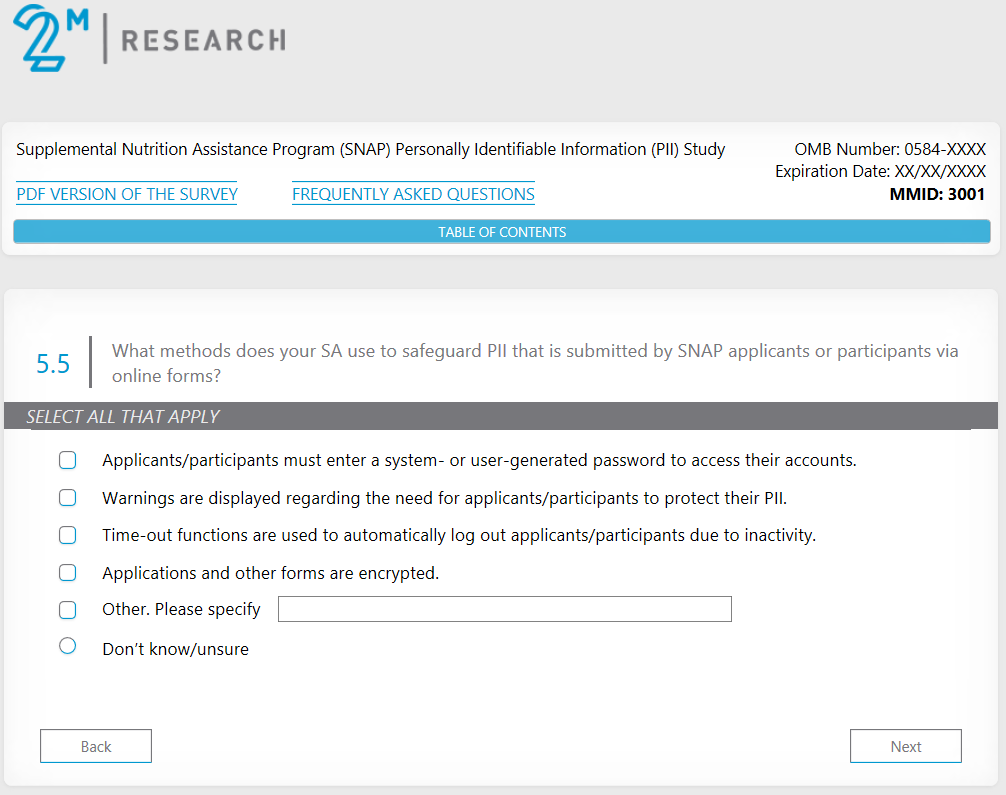 2M RESEARCH
Supplemental Nutrition Assistance Program (SNAP) Personally Identifiable Information (PII) Study
OMB Number: 0584-XXXX
Expiration Date: XX/XX/XXXX
PDF VERSION OF THE SURVEY
FREQUENTLY ASKED QUESTIONS
MMID: 3001
TABLE OF CONTENTS
5.5
What methods does your SA use to safeguard PII that is submitted by SNAP applicants or participants via
online forms?
SELECT ALL THAT APPLY
Applicants/participants must enter a system- or user-generated password to access their accounts.
Warnings are displayed regarding the need for applicants/participants to protect their PII.
Time-out functions are used to automatically log out applicants/participants due to inactivity.
Applications and other forms are encrypted.
Other. Please specify
Don’t know/unsure
Back
Next